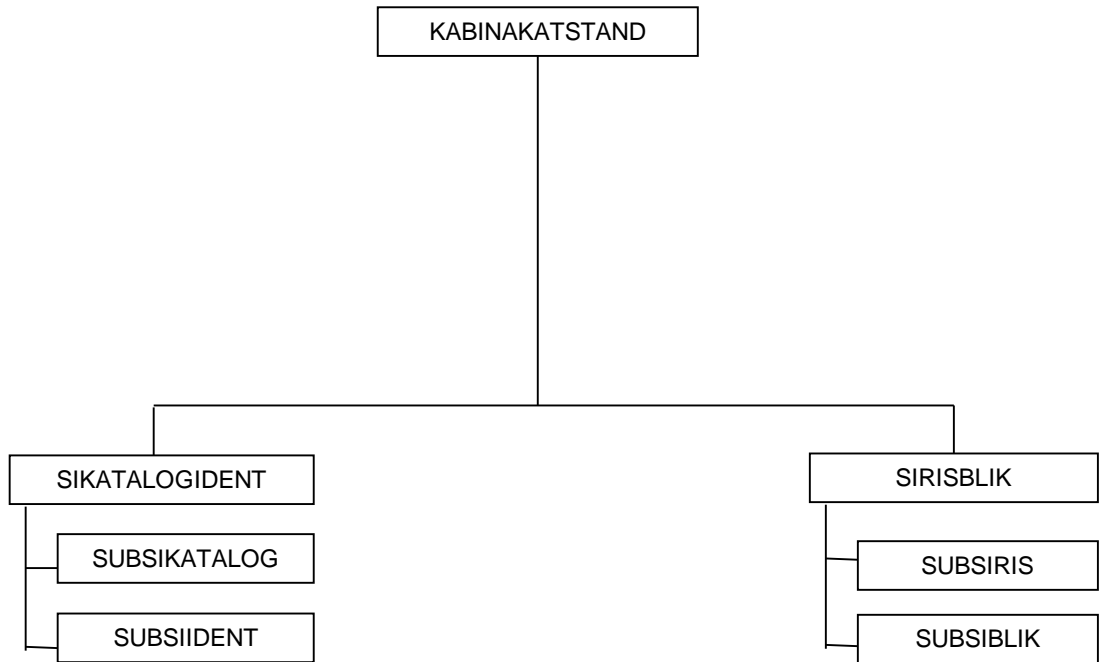 KABINAKATSTAND
SIKATALOGIDENT
SUBSIKATALOG
SUBSIIDENT
SIRISBLIK
SUBSIRIS
SUBSIBLIK